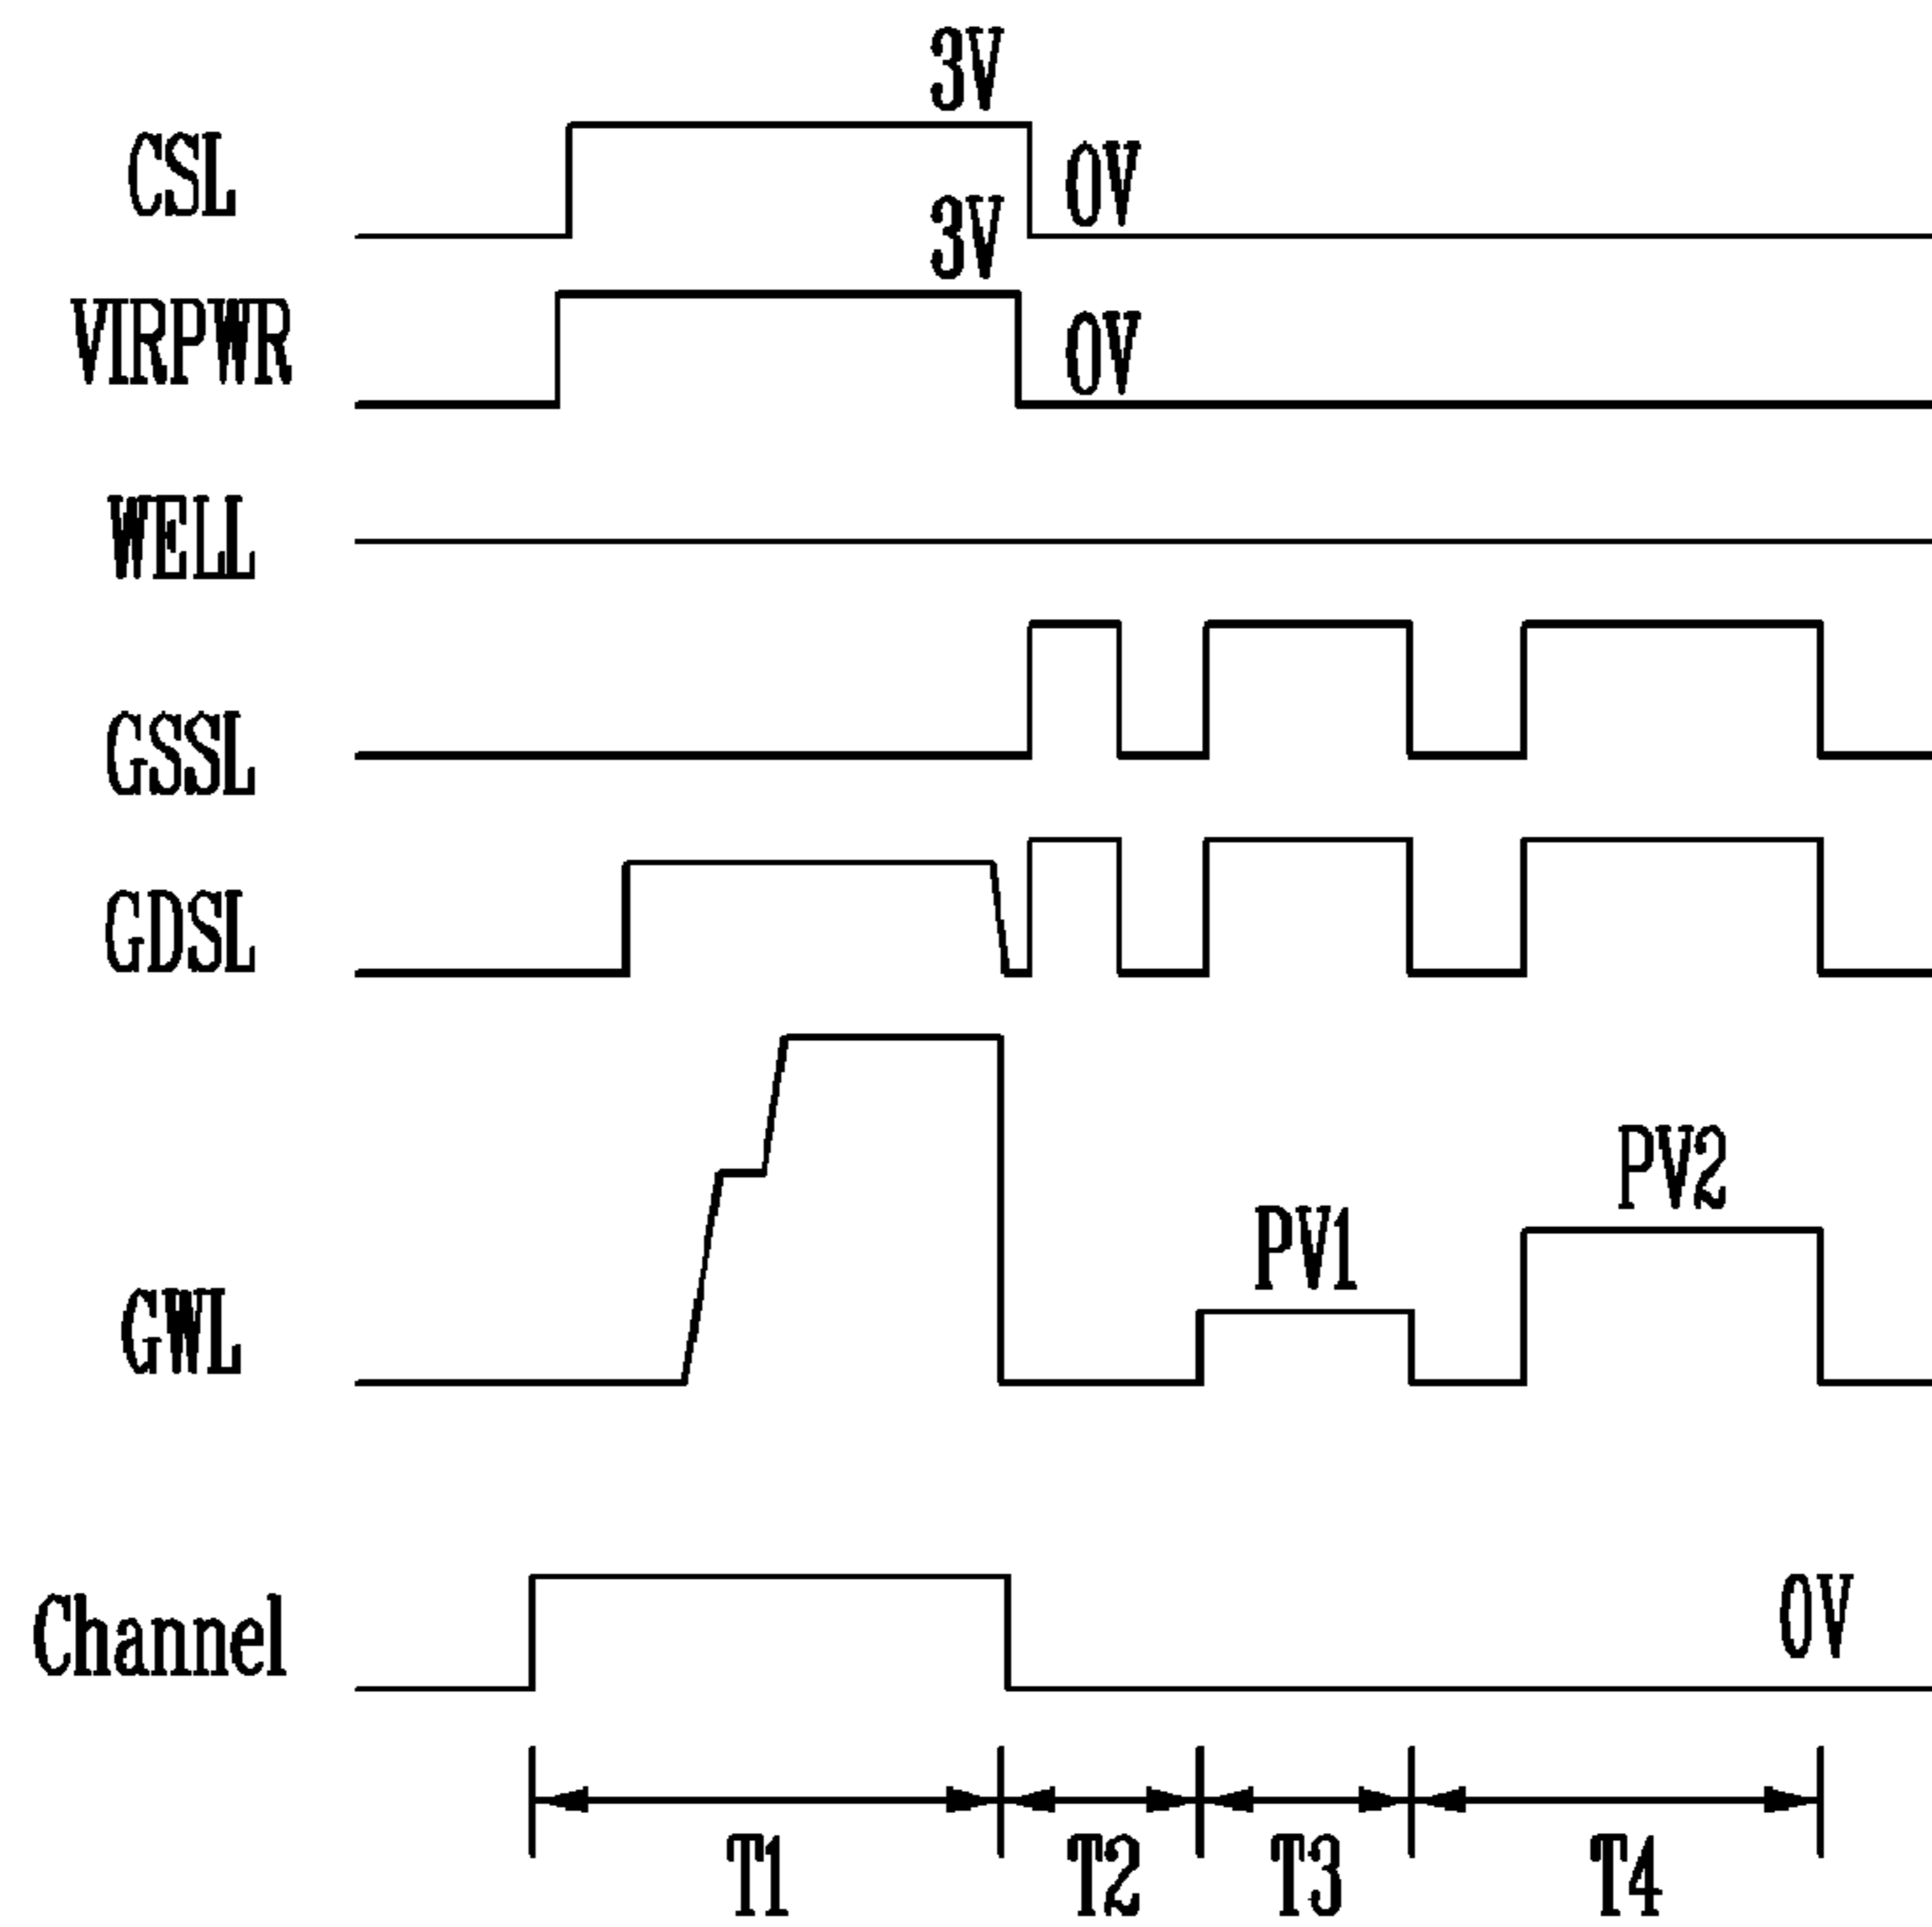 3V
CSL
0V
3V
VIRPWR
0V
WELL
GSSL
GDSL
PV2
PV1
GWL
Channel
0V
T1 T2 T3 T4